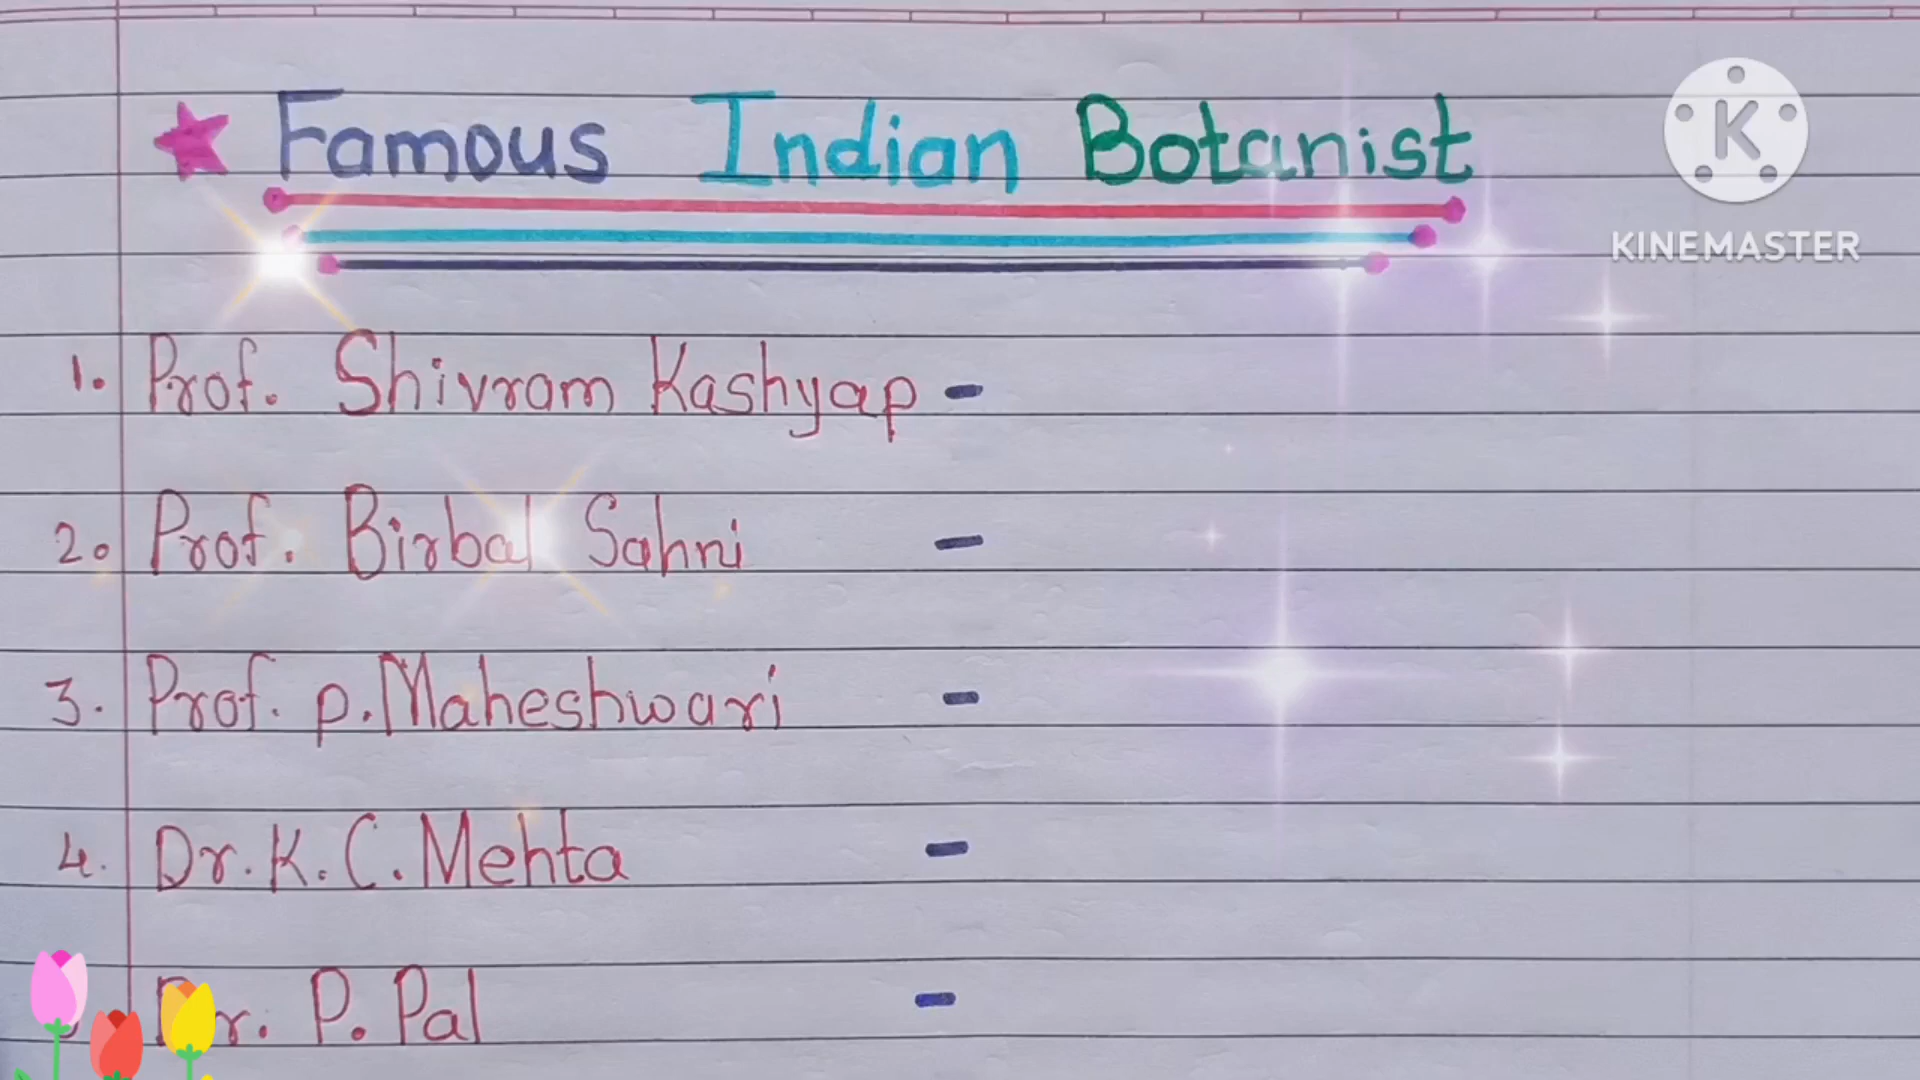 Famous Indian Botanist
KINEMASTER
1. Prof. Shivram Kashyap -
2. Prof. Birbal Sahni -
3. Prof. p. Maheshwari -
4. Dr. K. C. Mehta -
Dr. P. Pal -